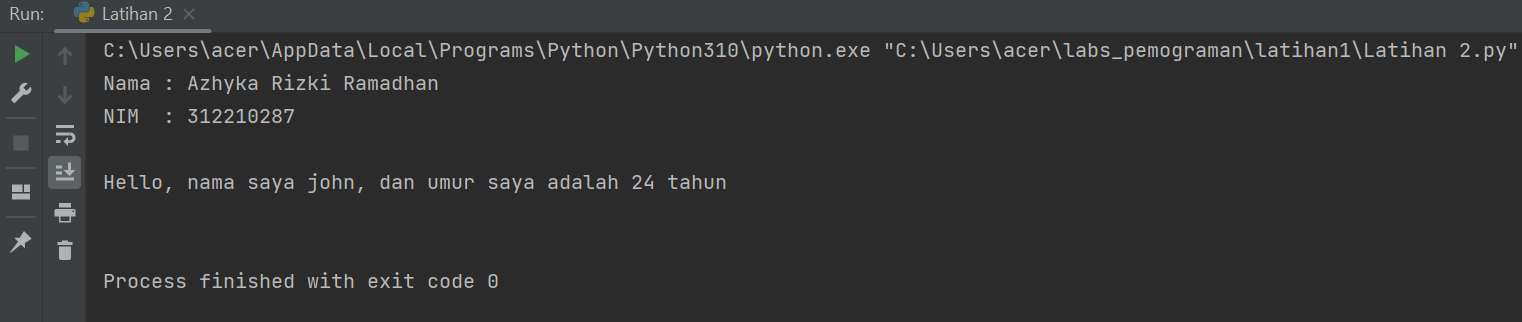 Run: Latihan 2
C:\Users\acer\AppData\Local\Programs\Python\Python310\python.exe "C:\Users\acer\labs_pemograman\latihan1\Latihan 2.py"
Nama : Azhyka Rizki Ramadhan
NIM  : 312210287
Hello, nama saya john, dan umur saya adalah 24 tahun
Process finished with exit code 0